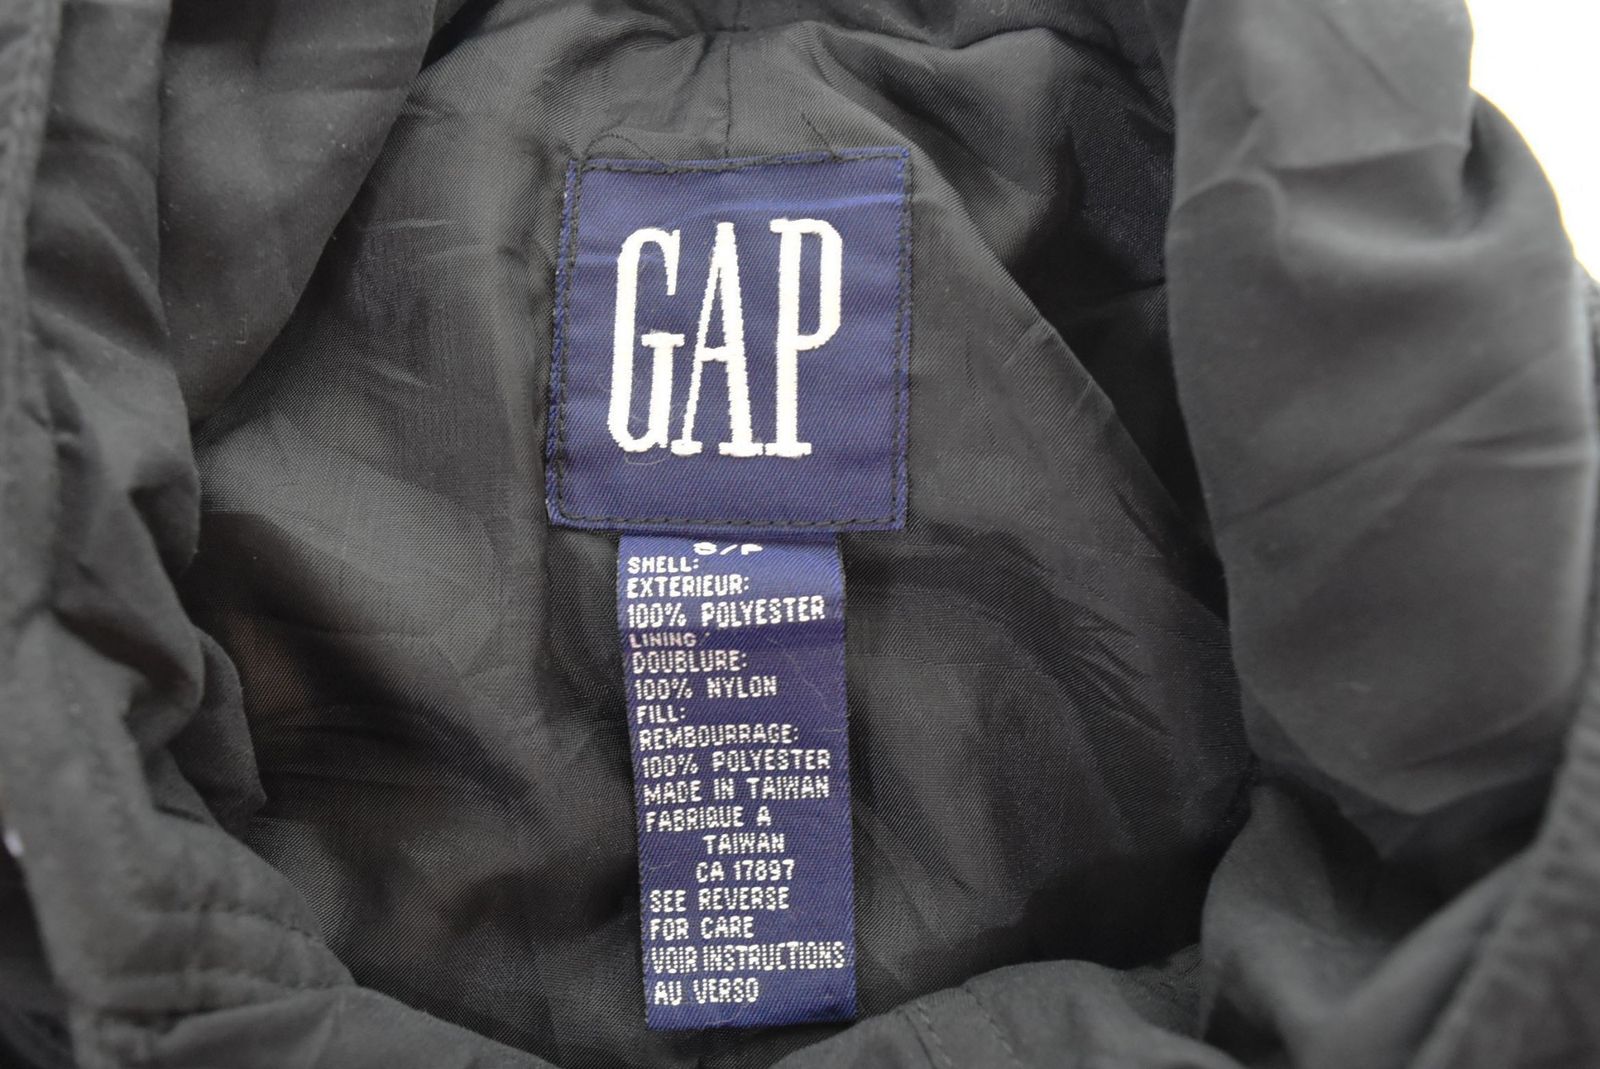 GAP
S/P
SHELL:
EXTERIEUR:
100% POLYESTER
LINING:
DOUBLURE:
100% NYLON
FILL:
REMBOURRAGE:
100% POLYESTER
MADE IN TAIWAN
FABRIQUE A
TAIWAN
CA 17897
SEE REVERSE
FOR CARE
VOIR INSTRUCTIONS
AU VERSO